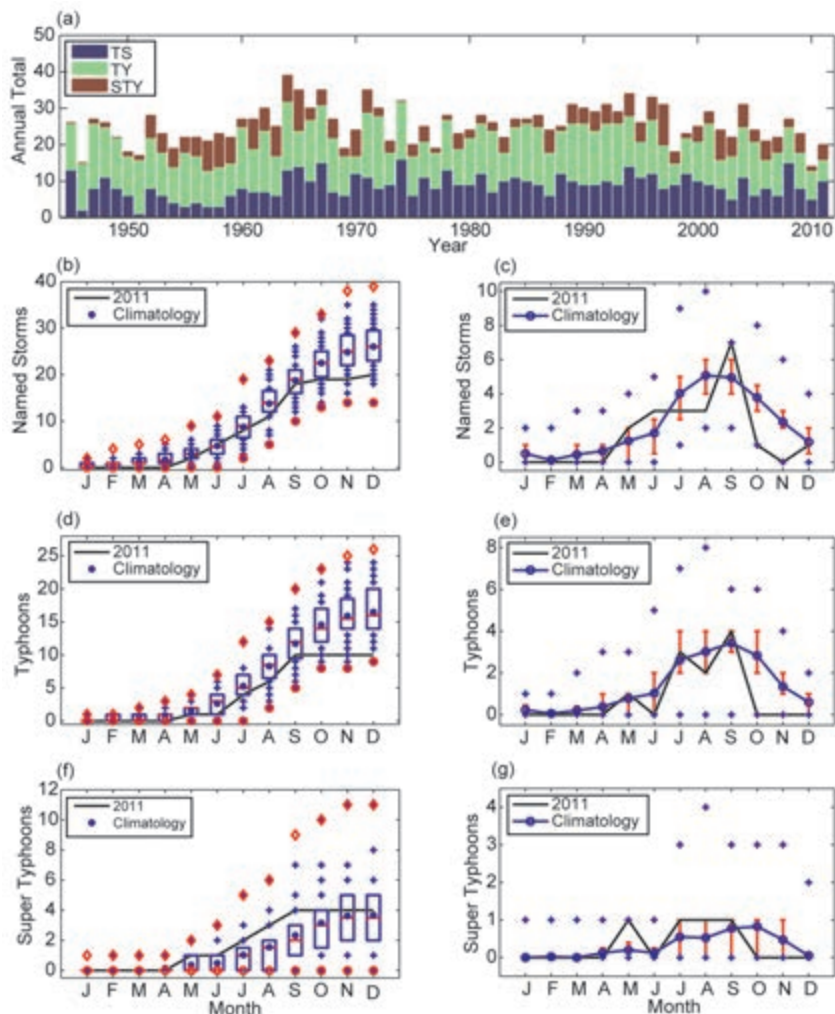 (a)
Annual Total
50
40
30
20
10
0
TS
TY
STY
1950 1960 1970 1980 1990 2000 2010
Year
(b)
Named Storms
40
30
20
10
0
2011
Climatology
J F M A M J J A S O N D
(c)
Named Storms
10
8
6
4
2
0
2011
Climatology
J F M A M J J A S O N D
(d)
Typhoons
25
20
15
10
5
0
2011
Climatology
J F M A M J J A S O N D
(e)
Typhoons
8
6
4
2
0
2011
Climatology
J F M A M J J A S O N D
(f)
Super Typhoons
12
10
8
6
4
2
0
2011
Climatology
J F M A M J J A S O N D
Month
(g)
Super Typhoons
4
3
2
1
0
2011
Climatology
J F M A M J J A S O N D
Month